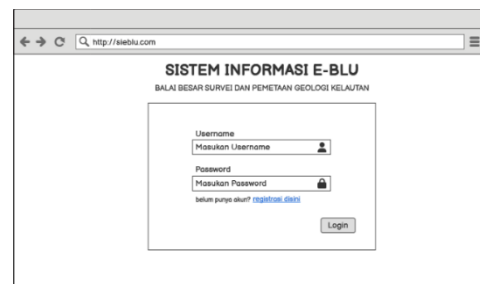 http://sieblu.com
SISTEM INFORMASI E-BLU
BALAI BESAR SURVEI DAN PEMETAAN GEOLOGI KELAUTAN
Username
Masukan Username
Password
Masukan Password
belum punya akun? registrasi disini
Login